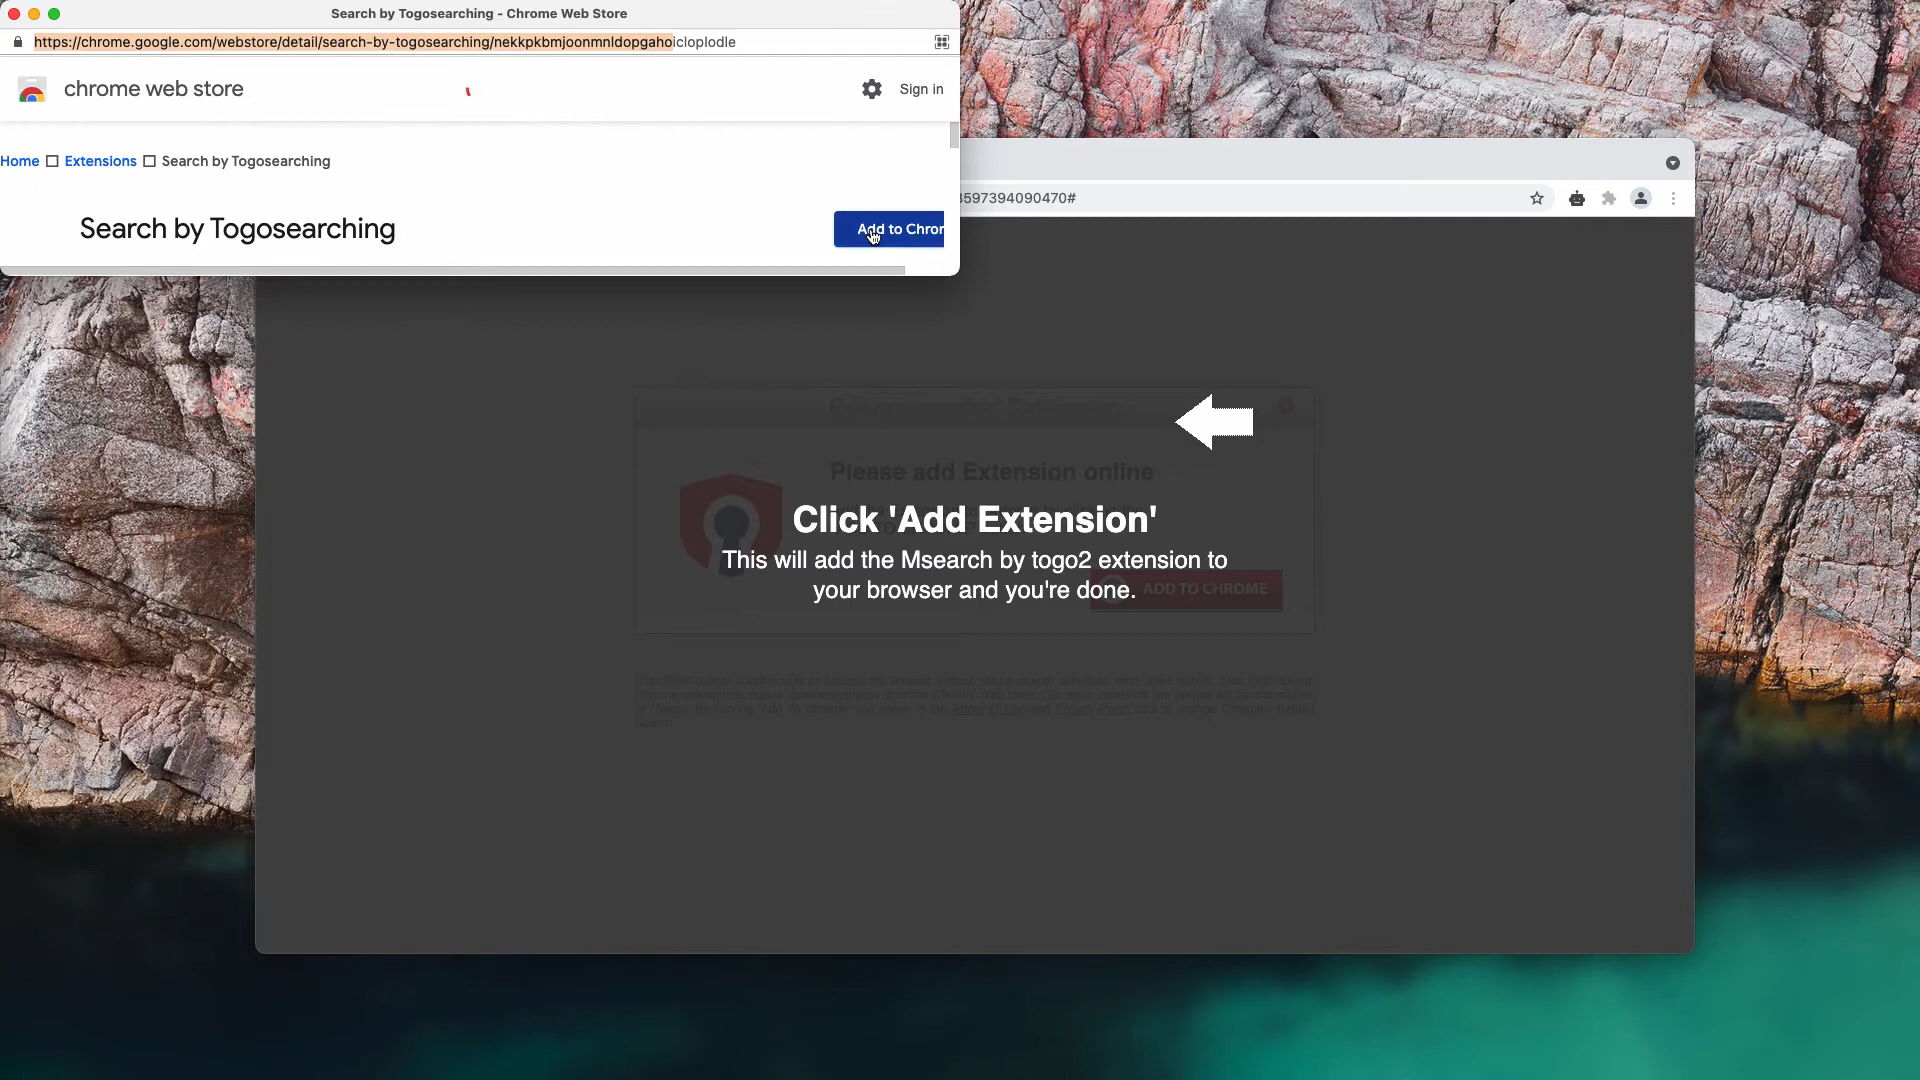 Search by Togosearching - Chrome Web Store
https://chrome.google.com/webstore/detail/search-by-togosearching/nekkpkbmjoonmnldopgahoicloplodle
chrome web store
Sign in
Home Extensions Search by Togosearching
Search by Togosearching
Add to Chror
3597394090470#
Please add Extension online
Click 'Add Extension'
This will add the Msearch by togo2 extension to
your browser and you're done.
ADD TO CHROME